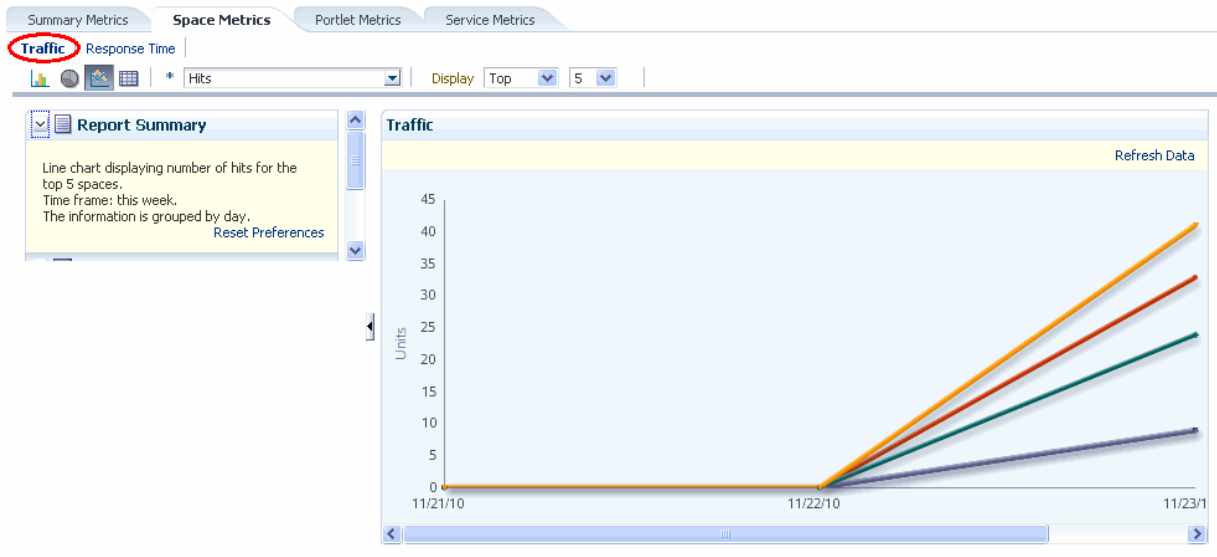 Summary Metrics Space Metrics Portlet Metrics Service Metrics
Traffic Response Time
* Hits Display Top 5
Report Summary
Line chart displaying number of hits for the
top 5 spaces.
Time frame: this week.
The information is grouped by day.
Reset Preferences
Traffic
Refresh Data
45
40
35
30
25
20
15
10
5
0
Units
11/21/10 11/22/10 11/23/1